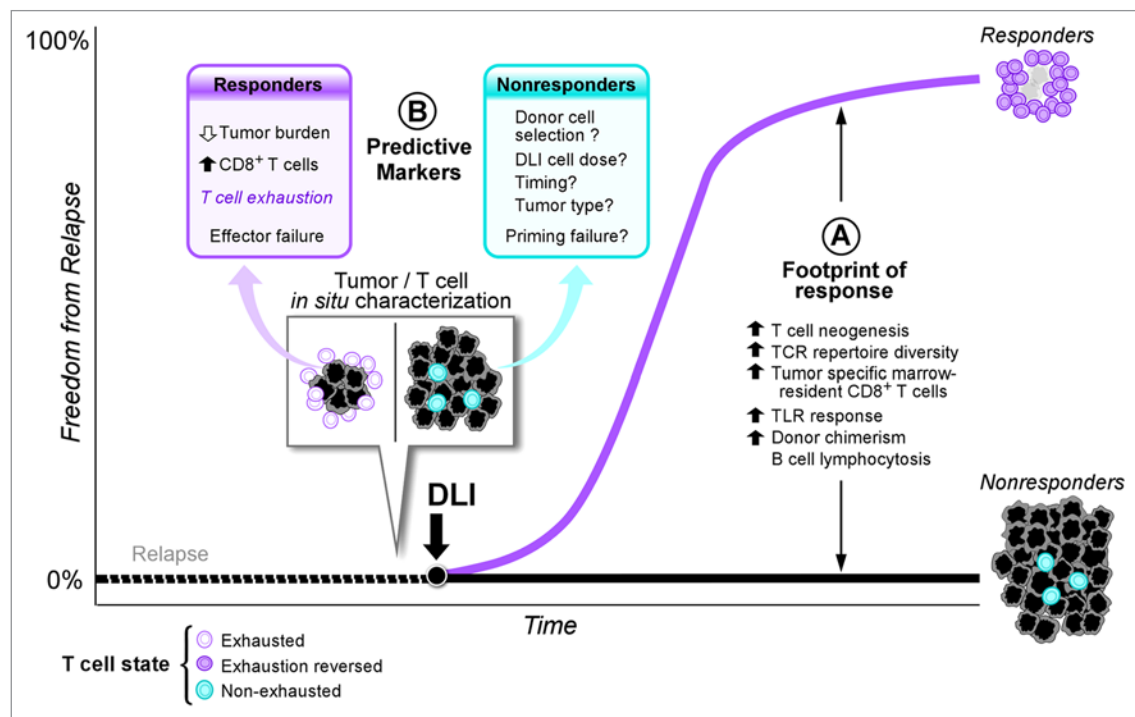 100%
Freedom from Relapse
0%
Responders
Tumor burden
CD8⁺ T cells
T cell exhaustion
Effector failure
B
Predictive
Markers
Nonresponders
Donor cell
selection ?
DLI cell dose?
Timing?
Tumor type?
Priming failure?
Tumor / T cell
in situ characterization
Relapse
DLI
Responders
A
Footprint of
response
T cell neogenesis
TCR repertoire diversity
Tumor specific marrow-
resident CD8⁺ T cells
TLR response
Donor chimerism
B cell lymphocytosis
Nonresponders
Time
T cell state
Exhausted
Exhaustion reversed
Non-exhausted